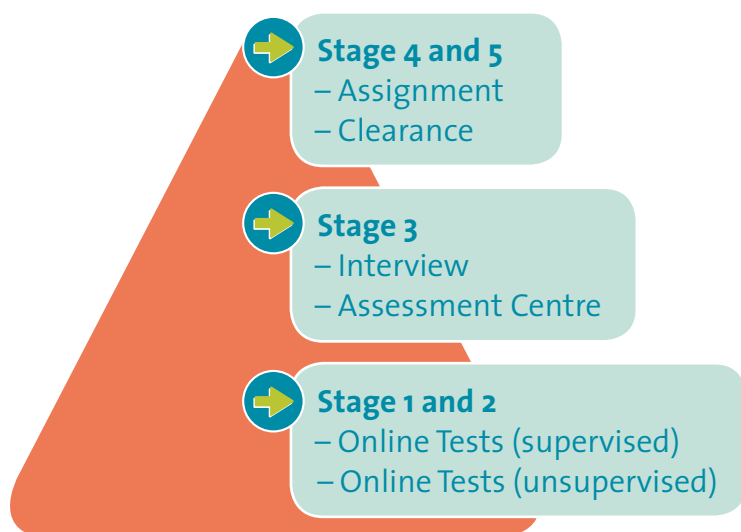 Stage 4 and 5
– Assignment
– Clearance
Stage 3
– Interview
– Assessment Centre
Stage 1 and 2
– Online Tests (supervised)
– Online Tests (unsupervised)